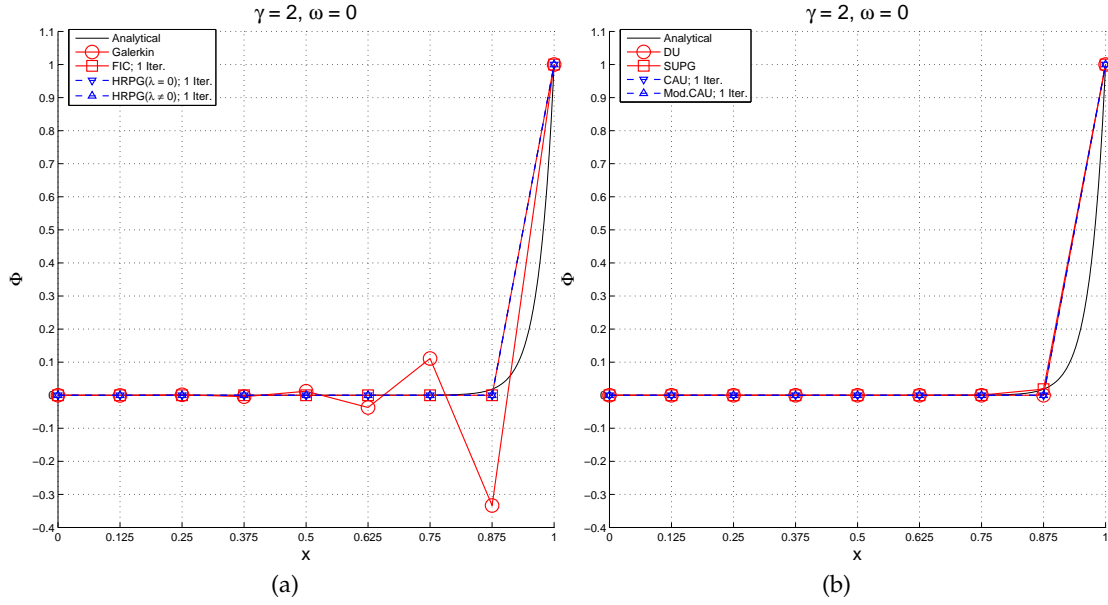 γ = 2, ω = 0
Analytical
Galerkin
FIC; 1 Iter.
HRPG(λ = 0); 1 Iter.
HRPG(λ ≠ 0); 1 Iter.
1.1
1
0.9
0.8
0.7
0.6
0.5
0.4
0.3
0.2
0.1
0
−0.1
−0.2
−0.3
−0.4
Φ
0 0.125 0.25 0.375 0.5 0.625 0.75 0.875 1
x
(a)
γ = 2, ω = 0
Analytical
DU
SUPG
CAU; 1 Iter.
Mod.CAU; 1 Iter.
1.1
1
0.9
0.8
0.7
0.6
0.5
0.4
0.3
0.2
0.1
0
−0.1
−0.2
−0.3
−0.4
Φ
0 0.125 0.25 0.375 0.5 0.625 0.75 0.875 1
x
(b)